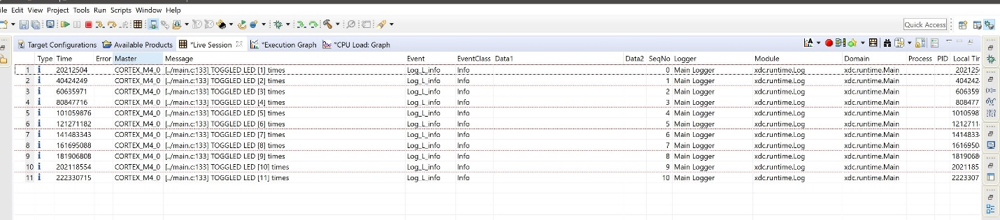 ile Edit View Project Tools Run Scripts Window Help
Quick Access
Target Configurations Available Products *Live Session *Execution Graph *CPU Load: Graph
Type Time Error Master Message Event EventClass Data1 Data2 SeqNo Logger Module Domain Process PID Local Tir
1 i 20212504 CORTEX_M4_0 [../main.c:133] TOGGLED LED [1] times Log_L_info Info 0 Main Logger xdc.runtime.Log xdc.runtime.Main 202125
2 i 40424249 CORTEX_M4_0 [../main.c:133] TOGGLED LED [2] times Log_L_info Info 1 Main Logger xdc.runtime.Log xdc.runtime.Main 404242
3 i 60635971 CORTEX_M4_0 [../main.c:133] TOGGLED LED [3] times Log_L_info Info 2 Main Logger xdc.runtime.Log xdc.runtime.Main 606359
4 i 80847716 CORTEX_M4_0 [../main.c:133] TOGGLED LED [4] times Log_L_info Info 3 Main Logger xdc.runtime.Log xdc.runtime.Main 808477
5 i 101059876 CORTEX_M4_0 [../main.c:133] TOGGLED LED [5] times Log_L_info Info 4 Main Logger xdc.runtime.Log xdc.runtime.Main 1010598
6 i 121271182 CORTEX_M4_0 [../main.c:133] TOGGLED LED [6] times Log_L_info Info 5 Main Logger xdc.runtime.Log xdc.runtime.Main 1212711
7 i 141483343 CORTEX_M4_0 [../main.c:133] TOGGLED LED [7] times Log_L_info Info 6 Main Logger xdc.runtime.Log xdc.runtime.Main 1414833
8 i 161695088 CORTEX_M4_0 [../main.c:133] TOGGLED LED [8] times Log_L_info Info 7 Main Logger xdc.runtime.Log xdc.runtime.Main 1616950
9 i 181906808 CORTEX_M4_0 [../main.c:133] TOGGLED LED [9] times Log_L_info Info 8 Main Logger xdc.runtime.Log xdc.runtime.Main 1819068
10 i 202118554 CORTEX_M4_0 [../main.c:133] TOGGLED LED [10] times Log_L_info Info 9 Main Logger xdc.runtime.Log xdc.runtime.Main 2021185
11 i 222330715 CORTEX_M4_0 [../main.c:133] TOGGLED LED [11] times Log_L_info Info 10 Main Logger xdc.runtime.Log xdc.runtime.Main 2223307